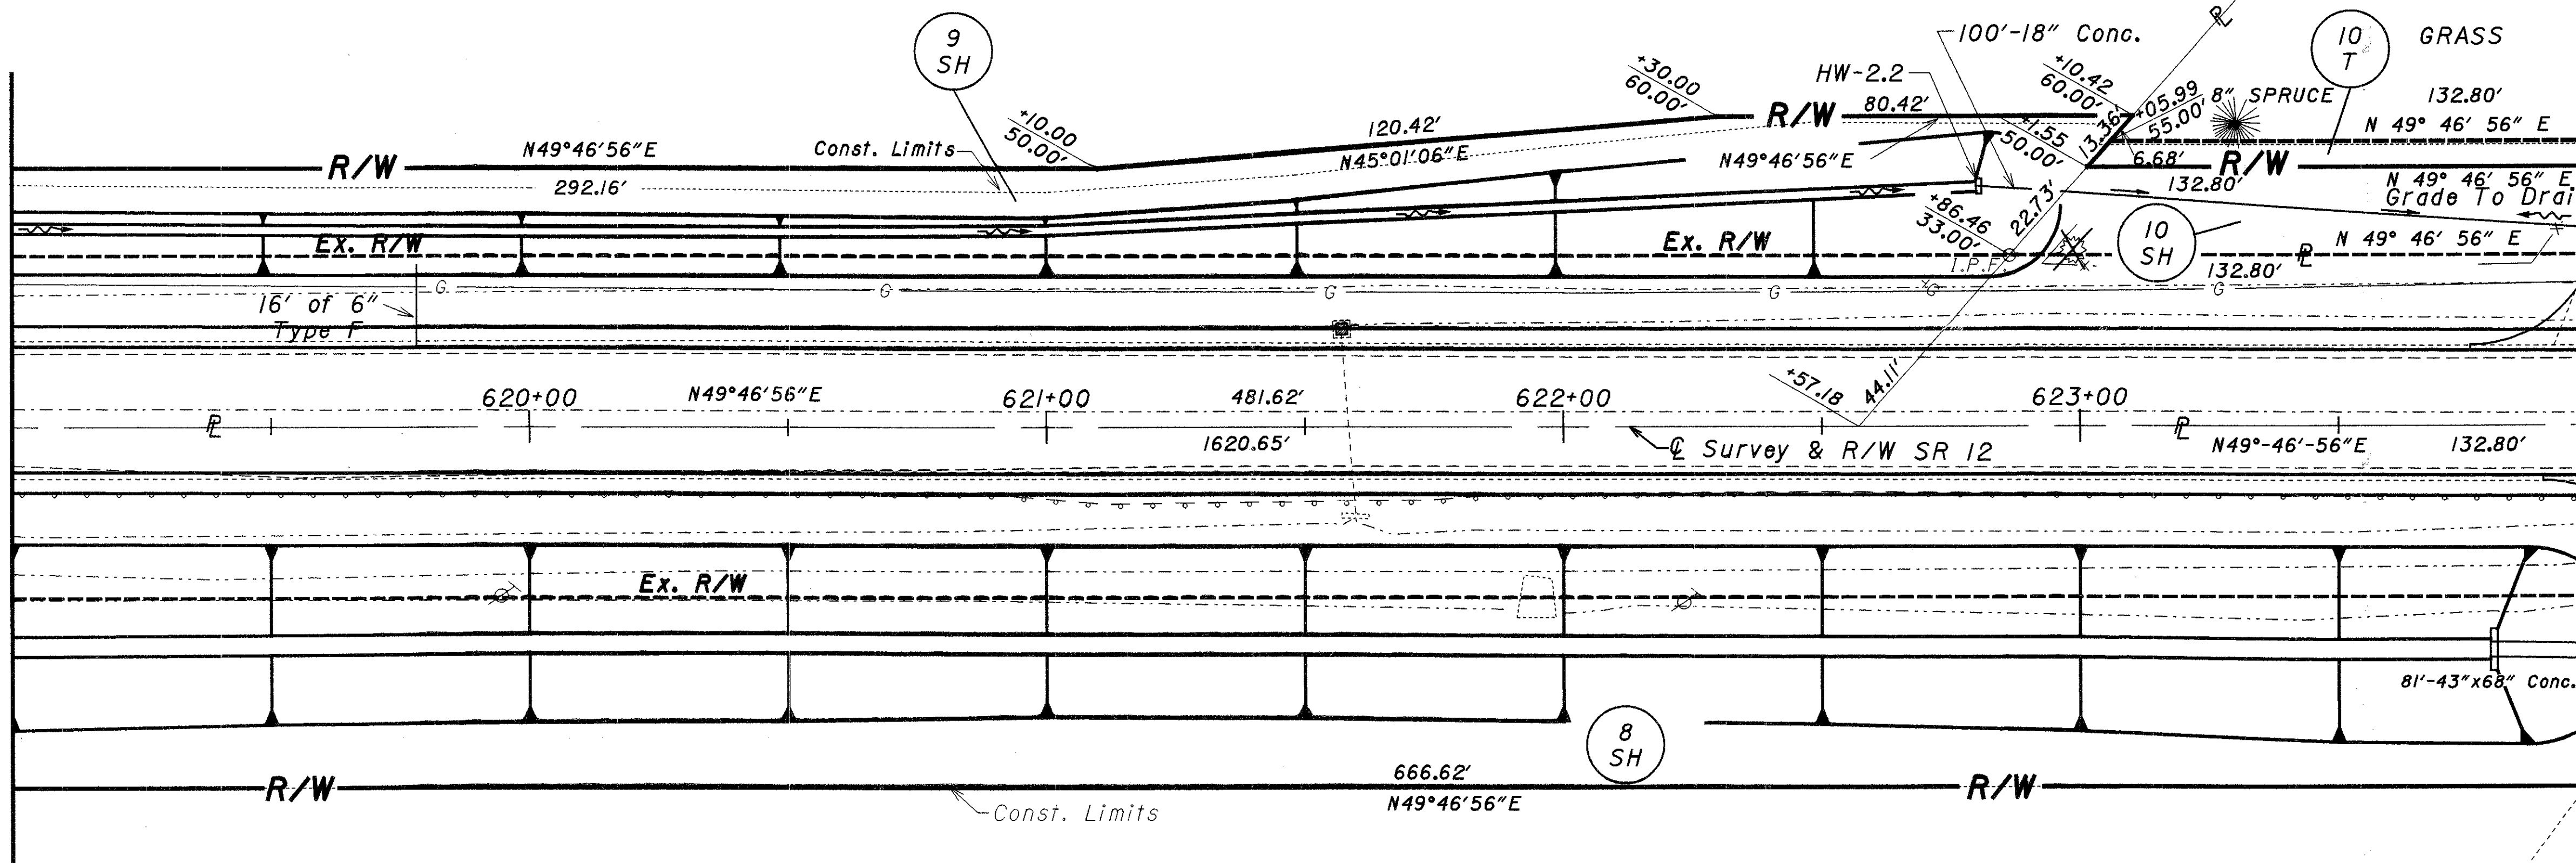 9
SH
100'-18" Conc.
10
T
GRASS
HW-2.2
+30.00
60.00'
+10.42
60.00'
+05.99
55.00'
8" SPRUCE
132.80'
R/W
80.42'
+10.00
50.00'
120.42'
N45°01'06"E
N 49° 46' 56" E
N49°46'56"E
Const. Limits
R/W
292.16'
N49°46'56"E
50.00'
13.36'
6.68'
R/W
132.80'
N 49° 46' 56" E
Grade To Drai
+86.46
33.00'
22.73'
10
SH
Ex. R/W
Ex. R/W
I.P.F.
N 49° 46' 56" E
132.80'
G
G
G
G
G
G
16' of 6"
Type F
620+00
N49°46'56"E
621+00
481.62'
622+00
+57.18
44.11'
623+00
1620.65'
℄ Survey & R/W SR 12
N49°-46'-56"E
132.80'
Ex. R/W
81'-43"x68" Conc.
8
SH
R/W
666.62'
N49°46'56"E
R/W
Const. Limits